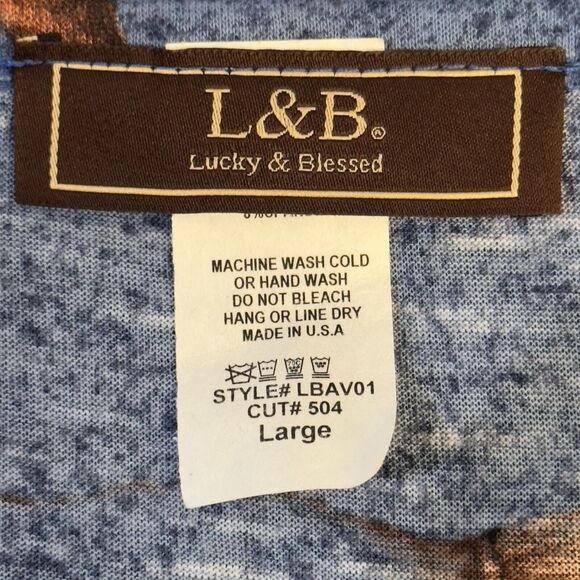 L&B®
Lucky & Blessed
MACHINE WASH COLD
OR HAND WASH
DO NOT BLEACH
HANG OR LINE DRY
MADE IN U.S.A
STYLE# LBAV01
CUT# 504
Large